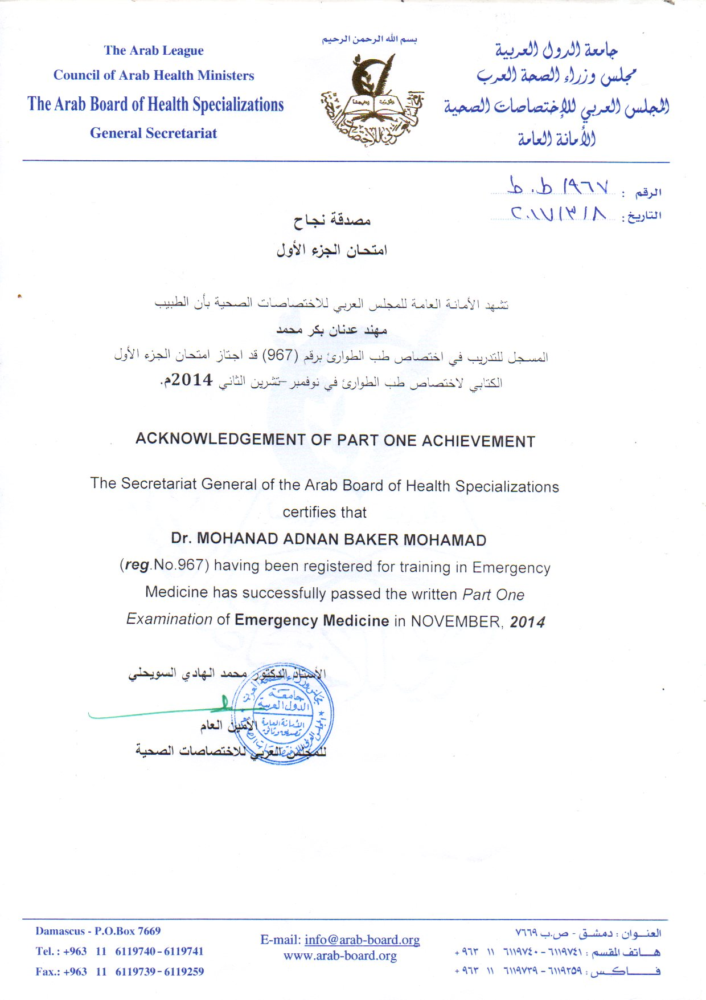 The Arab League
Council of Arab Health Ministers
The Arab Board of Health Specializations
General Secretariat
بسم الله الرحمن الرحيم
جامعة الدول العربية
مجلس وزراء الصحة العرب
المجلس العربي للإختصاصات الصحية
الأمانة العامة
الرقم : ١٩٦٧ ط. ط
التاريخ : ٢٠١٧/٣/٨
مصدقة نجاح
امتحان الجزء الأول
تشهد الأمانة العامة للمجلس العربي للاختصاصات الصحية بأن الطبيب
مهند عدنان بكر محمد
المسجل للتدريب في اختصاص طب الطوارئ برقم (967) قد اجتاز امتحان الجزء الأول
الكتابي لاختصاص طب الطوارئ في نوفمبر –تشرين الثاني 2014م.
ACKNOWLEDGEMENT OF PART ONE ACHIEVEMENT
The Secretariat General of the Arab Board of Health Specializations
certifies that
Dr. MOHANAD ADNAN BAKER MOHAMAD
(reg.No.967) having been registered for training in Emergency
Medicine has successfully passed the written Part One
Examination of Emergency Medicine in NOVEMBER, 2014
الأستاذ الدكتور محمد الهادي السويحلي
الأمين العام
للمجلس العربي للاختصاصات الصحية
جامعة
الدول العربية
الأمانة العامة
تصديق وثائق
Damascus - P.O.Box 7669
Tel. : +963 11 6119740 - 6119741
Fax.: +963 11 6119739 - 6119259
E-mail: info@arab-board.org
www.arab-board.org
العنـوان : دمشـق - ص.ب ٧٦٦٩
هـاتف المقسم : ٦١١٩٧٤١ - ٦١١٩٧٤٠ ١١ ٩٦٣ +
فـاكـس : ٦١١٩٢٥٩ - ٦١١٩٧٣٩ ١١ ٩٦٣ +